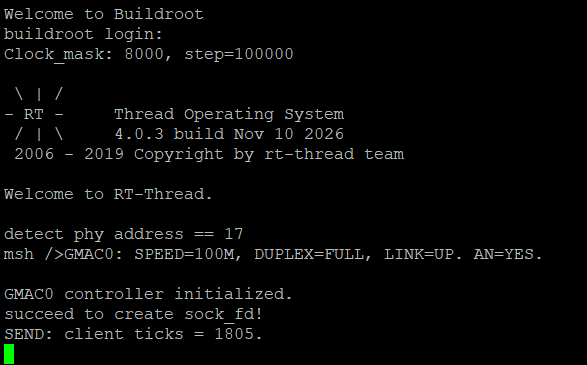 Welcome to Buildroot
buildroot login:
Clock_mask: 8000, step=100000
 \ | /
- RT -     Thread Operating System
 / | \     4.0.3 build Nov 10 2026
 2006 - 2019 Copyright by rt-thread team
Welcome to RT-Thread.
detect phy address == 17
msh />GMAC0: SPEED=100M, DUPLEX=FULL, LINK=UP. AN=YES.
GMAC0 controller initialized.
succeed to create sock_fd!
SEND: client ticks = 1805.